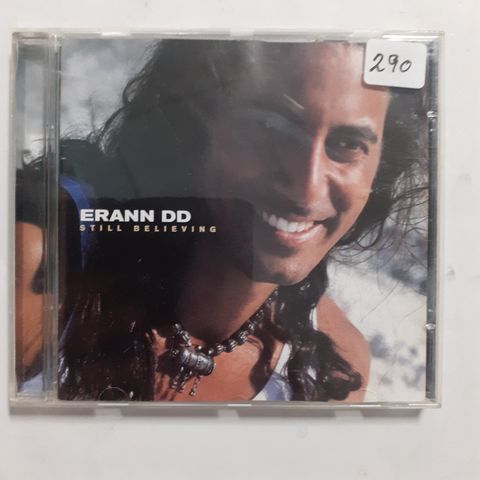 290
ERANN DD
STILL BELIEVING